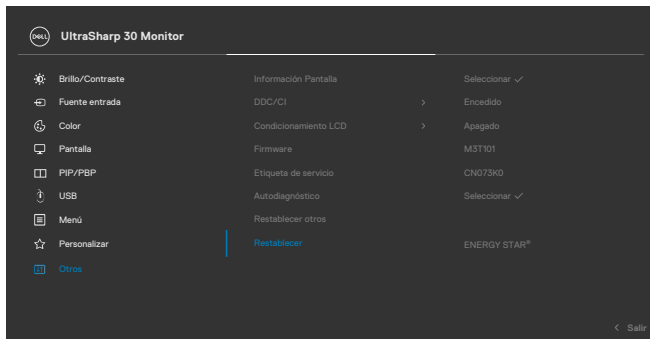 DELL UltraSharp 30 Monitor
Brillo/Contraste Información Pantalla Seleccionar ✓
Fuente entrada DDC/CI > Encedido
Color Condicionamiento LCD > Apagado
Pantalla Firmware M3T101
PIP/PBP Etiqueta de servicio CN073K0
USB Autodiagnóstico Seleccionar ✓
Menú Restablecer otros
Personalizar Restablecer ENERGY STAR®
Otros
< Salir